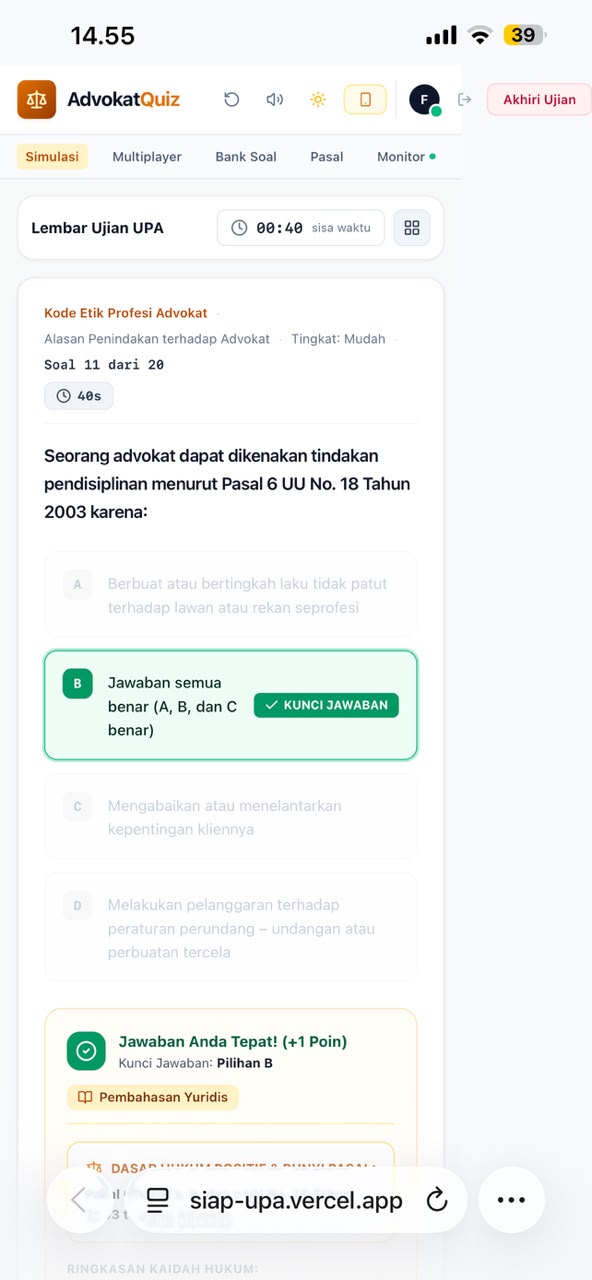 14.55
39
AdvokatQuiz
F
Akhiri Ujian
Simulasi
Multiplayer
Bank Soal
Pasal
Monitor
Lembar Ujian UPA
00:40 sisa waktu
Kode Etik Profesi Advokat ·
Alasan Penindakan terhadap Advokat · Tingkat: Mudah ·
Soal 11 dari 20
40s
Seorang advokat dapat dikenakan tindakan
pendisiplinan menurut Pasal 6 UU No. 18 Tahun
2003 karena:
A
Berbuat atau bertingkah laku tidak patut
terhadap lawan atau rekan seprofesi
B
Jawaban semua
benar (A, B, dan C
benar)
KUNCI JAWABAN
C
Mengabaikan atau menelantarkan
kepentingan kliennya
D
Melakukan pelanggaran terhadap
peraturan perundang – undangan atau
perbuatan tercela
Jawaban Anda Tepat! (+1 Poin)
Kunci Jawaban: Pilihan B
Pembahasan Yuridis
DASAR HUKUM POSITIF & BUNYI PASAL:
siap-upa.vercel.app
RINGKASAN KAIDAH HUKUM: